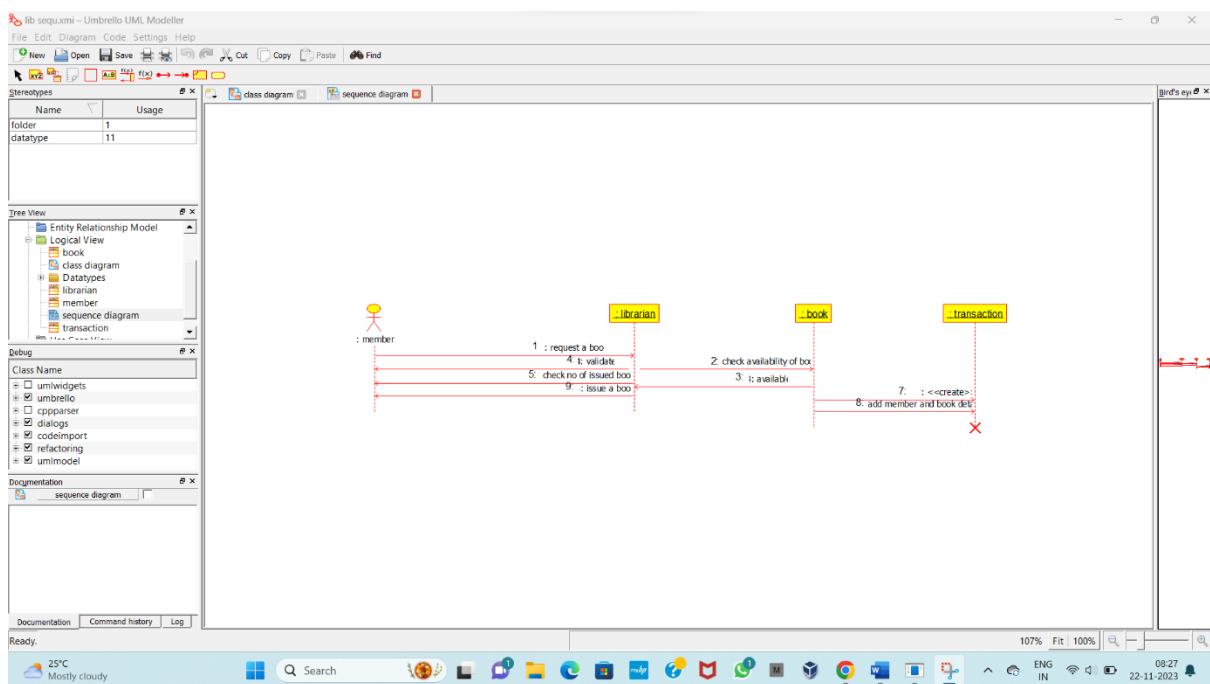 lib sequ.xmi – Umbrello UML Modeller
File Edit Diagram Code Settings Help
New Open Save Cut Copy Paste Find
Stereotypes
Name Usage
folder 1
datatype 11
Tree View
Entity Relationship Model
Logical View
book
class diagram
Datatypes
librarian
member
sequence diagram
transaction
Debug
Class Name
umlwidgets
umbrello
cppparser
dialogs
codeimport
refactoring
umlmodel
Documentation
sequence diagram
Documentation Command history Log
Ready.
class diagram sequence diagram
Bird's eye
: member
: librarian
: book
: transaction
1 : request a boo
4: validate
5: check no of issued boo
9: : issue a boo
2: check availability of
3: : available
7: : <<create>
8: add member and book
107% Fit 100%
25°C
Mostly cloudy
Search
ENG
IN
08:27
22-11-2023